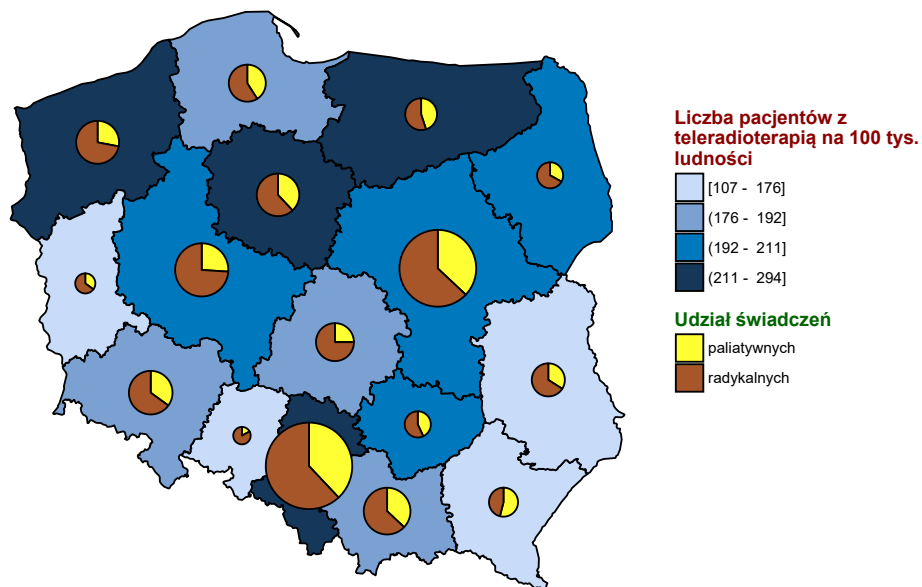 Liczba pacjentów z
teleradioterapią na 100 tys.
ludności
[107 - 176]
(176 - 192]
(192 - 211]
(211 - 294]
Udział świadczeń
paliatywnych
radykalnych